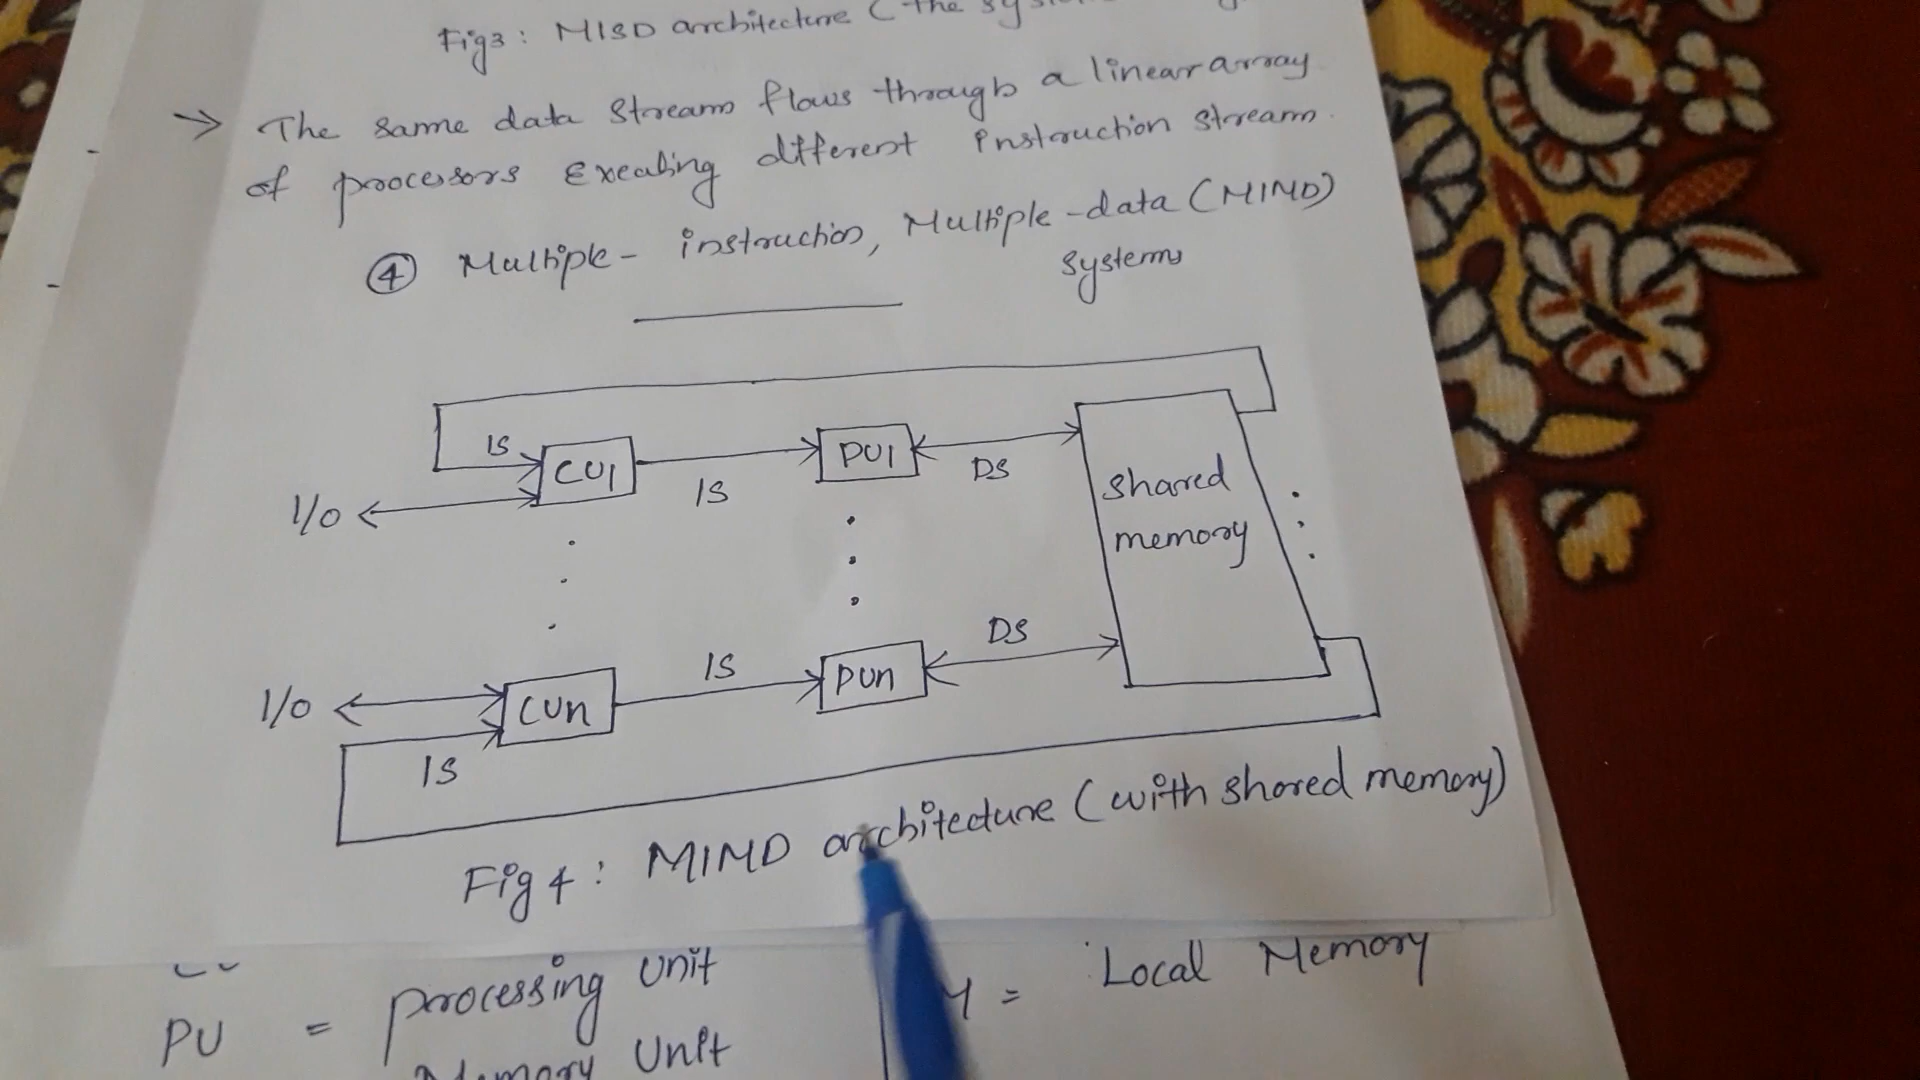 Fig3: MISD architecture (the
→ The same data stream flows through a linear array
of processors Executing different instruction stream.
④ Multiple- instruction, Multiple-data (MIMD)
systems
IS
CU1
IS
PU1
DS
shared
memory
I/O
I/O
CUn
IS
PUn
DS
IS
Fig 4: MIMD architecture (with shared memory)
PU = processing Unit
= Local Memory
Memory Unit